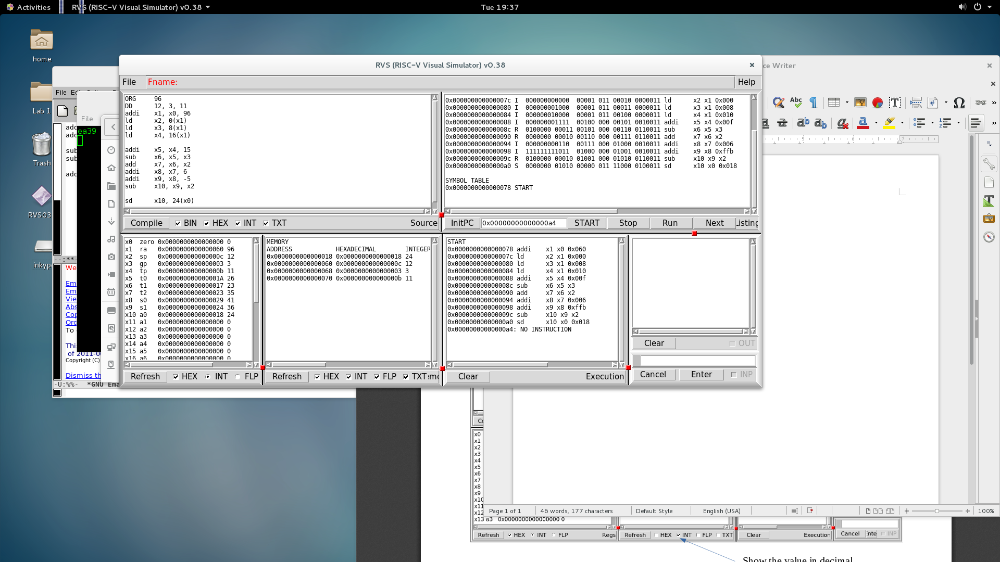 Activities
RVS (RISC-V Visual Simulator) v0.38
Tue 19:37
home
Lab 1
Trash
RVS03
inkyp
RVS (RISC-V Visual Simulator) v0.38
File
Fname:
Help
ORG 96
DD 12, 3, 11
addi x1, x0, 96
ld x2, 0(x1)
ld x3, 8(x1)
ld x4, 16(x1)
addi x5, x4, 15
sub x6, x5, x3
add x7, x6, x2
addi x8, x7, 6
addi x9, x8, -5
sub x10, x9, x2
sd x10, 24(x0)
Compile BIN HEX INT TXT Source
0x000000000000007c I 000000000000 00001 011 00010 0000011 ld x2 x1 0x000
0x0000000000000080 I 000000001000 00001 011 00011 0000011 ld x3 x1 0x008
0x0000000000000084 I 000000010000 00001 011 00100 0000011 ld x4 x1 0x010
0x0000000000000088 I 000000001111 00100 000 00101 0010011 addi x5 x4 0x00f
0x000000000000008c R 0100000 00011 00101 000 00110 0110011 sub x6 x5 x3
0x0000000000000090 R 0000000 00010 00110 000 00111 0110011 add x7 x6 x2
0x0000000000000094 I 000000000110 00111 000 01000 0010011 addi x8 x7 0x006
0x0000000000000098 I 111111111011 01000 000 01001 0010011 addi x9 x8 0xffb
0x000000000000009c R 0100000 00010 01001 000 01010 0110011 sub x10 x9 x2
0x00000000000000a0 S 0000000 01010 00000 011 11000 0100011 sd x10 x0 0x018
SYMBOL TABLE
0x0000000000000078 START
InitPC 0x00000000000000a4 START Stop Run Next Listing
x0 zero 0x0000000000000000 0
x1 ra 0x0000000000000060 96
x2 sp 0x000000000000000c 12
x3 gp 0x0000000000000003 3
x4 tp 0x000000000000000b 11
x5 t0 0x000000000000001A 26
x6 t1 0x0000000000000017 23
x7 t2 0x0000000000000023 35
x8 s0 0x0000000000000029 41
x9 s1 0x0000000000000024 36
x10 a0 0x0000000000000018 24
x11 a1 0x0000000000000000 0
x12 a2 0x0000000000000000 0
x13 a3 0x0000000000000000 0
x14 a4 0x0000000000000000 0
x15 a5 0x0000000000000000 0
x16 a6 0x0000000000000000 0
Refresh HEX INT FLP
MEMORY
ADDRESS HEXADECIMAL INTEGER
0x0000000000000018 0x0000000000000018 24
0x0000000000000060 0x000000000000000c 12
0x0000000000000068 0x0000000000000003 3
0x0000000000000070 0x000000000000000b 11
Refresh HEX INT FLP TXT
START
0x0000000000000078 addi x1 x0 0x060
0x000000000000007c ld x2 x1 0x000
0x0000000000000080 ld x3 x1 0x008
0x0000000000000084 ld x4 x1 0x010
0x0000000000000088 addi x5 x4 0x00f
0x000000000000008c sub x6 x5 x3
0x0000000000000090 add x7 x6 x2
0x0000000000000094 addi x8 x7 0x006
0x0000000000000098 addi x9 x8 0xffb
0x000000000000009c sub x10 x9 x2
0x00000000000000a0 sd x10 x0 0x018
0x00000000000000a4: NO INSTRUCTION
Clear Execution
Clear OUT
Cancel Enter INP
File
File
ea39
add
add
sub
sub
add
--:**-
We
Em
Em
Vie
Abs
Cop
Ord
To
Thi
of 2011-0
Copyright (C)
Dismiss th
-U:%%- *GNU Ema
ce Writer
Abc
5 6 7
Page 1 of 1
46 words, 177 characters
Default Style
English (USA)
100%
x0
x1
x2
x3
x4
x5
x6
x7
x8
x9
x10
x11
x12
x13 a3 0x0000000000000000 0
Refresh HEX INT FLP Regs
Refresh HEX INT FLP TXT
Clear Execution
Cancel INP
Show the value in decimal